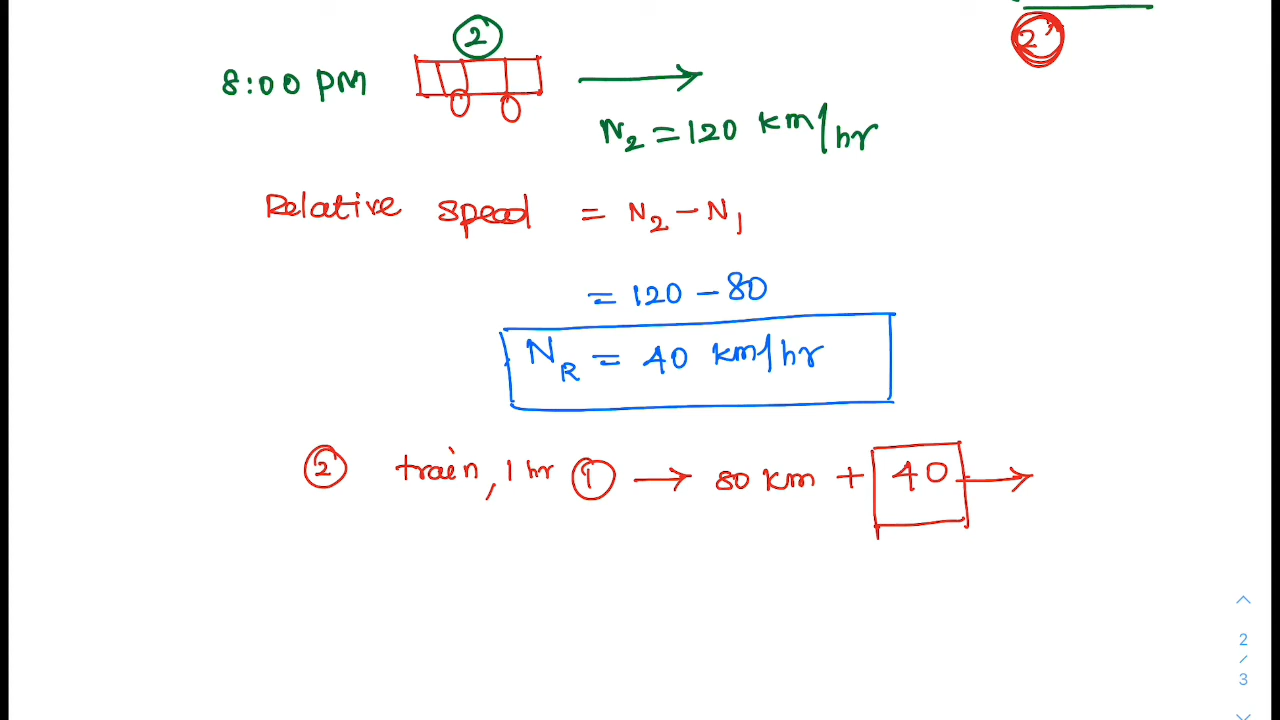 2
2
8:00 PM
N₂ = 120 km/hr
Relative speed = N₂ - N₁
= 120 - 80
N_R = 40 km/hr
② train, 1 hr ① → 80 km + 40 →
2
/
3